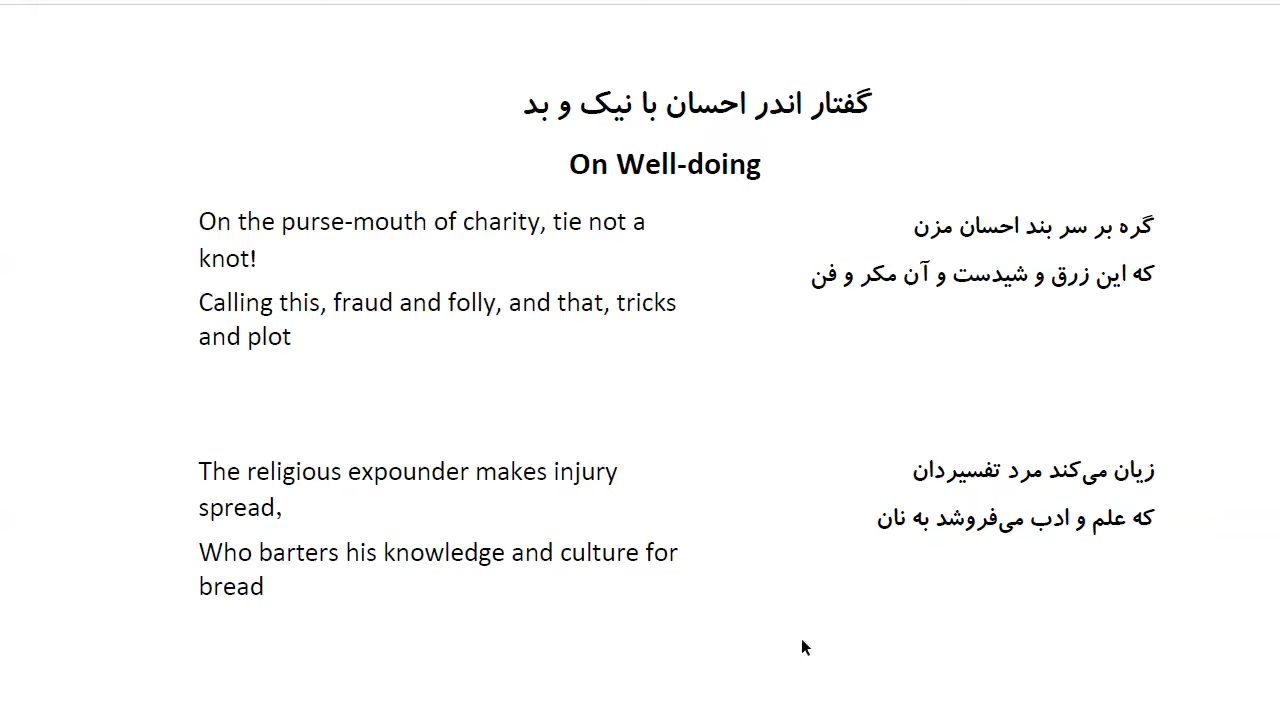 گفتار اندر احسان با نیک و بد
On Well-doing
On the purse-mouth of charity, tie not a
knot!
Calling this, fraud and folly, and that, tricks
and plot
گره بر سر بند احسان مزن
که این زرق و شیدست و آن مکر و فن
The religious expounder makes injury
spread,
Who barters his knowledge and culture for
bread
زیان می‌کند مرد تفسیردان
که علم و ادب می‌فروشد به نان